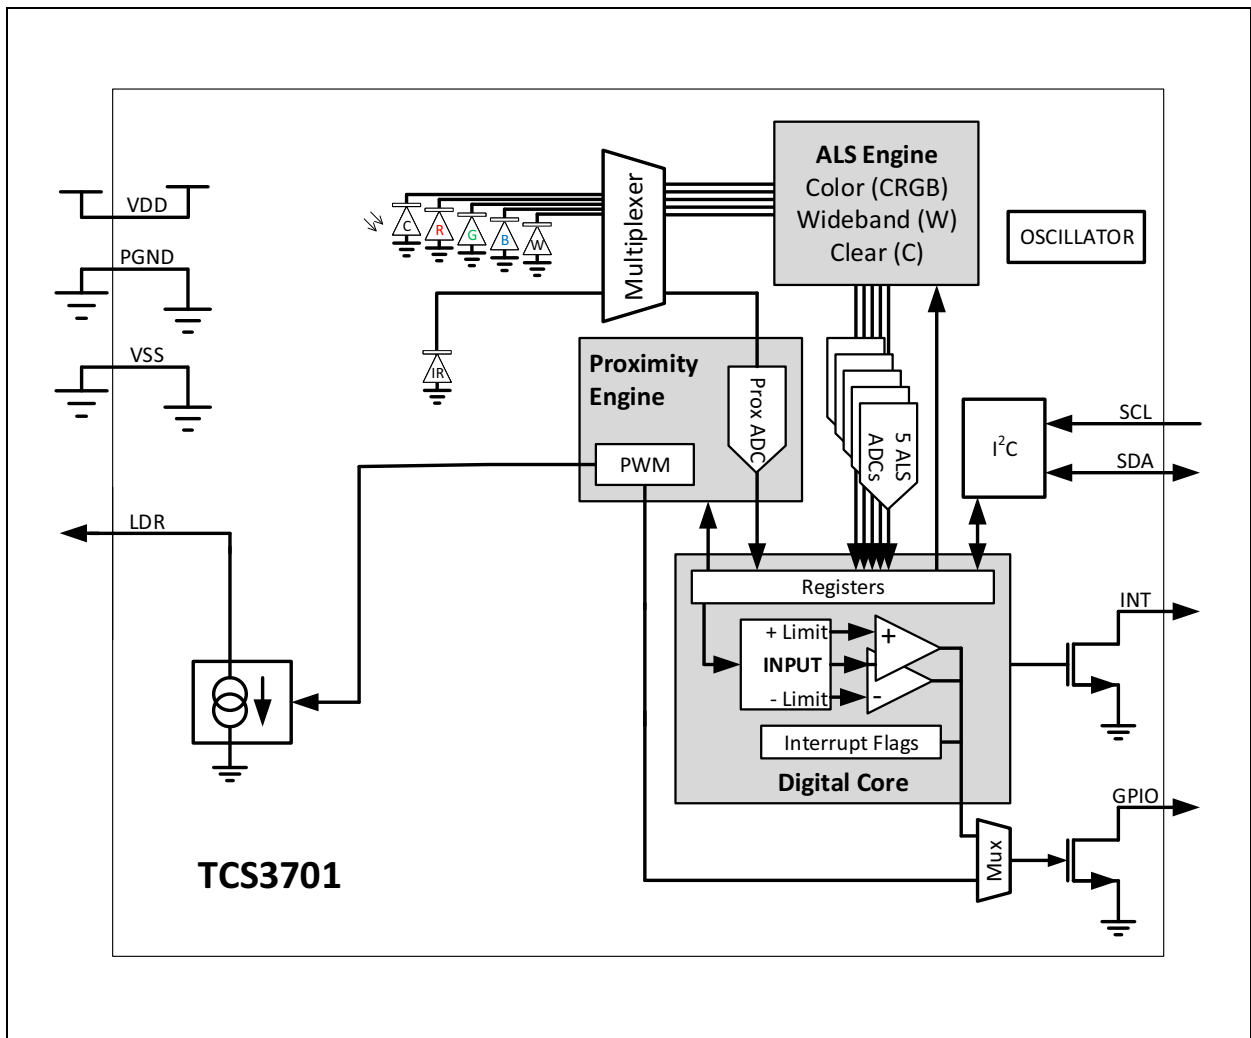 ALS Engine
Color (CRGB)
Wideband (W)
Clear (C)
OSCILLATOR
Multiplexer
VDD
PGND
VSS
LDR
C
R
G
B
W
IR
Proximity
Engine
Prox ADC
PWM
5 ALS
ADCs
I²C
SCL
SDA
Registers
+ Limit
INPUT
- Limit
+
-
Interrupt Flags
Digital Core
INT
GPIO
Mux
TCS3701